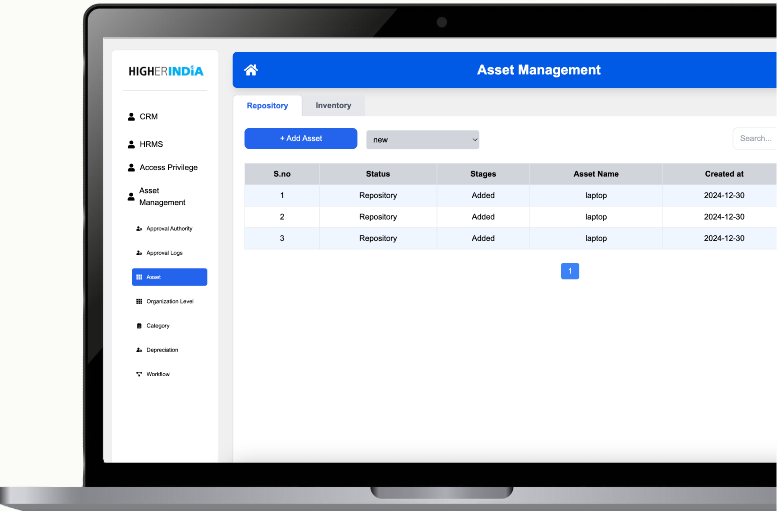 HIGHERINDIA
CRM
HRMS
Access Privilege
Asset
Management
Approval Authority
Approval Logs
Asset
Organization Level
Category
Depreciation
Workflow
Asset Management
Repository
Inventory
+ Add Asset
new
Search...
S.no Status Stages Asset Name Created at
1 Repository Added laptop 2024-12-30
2 Repository Added laptop 2024-12-30
3 Repository Added laptop 2024-12-30
1